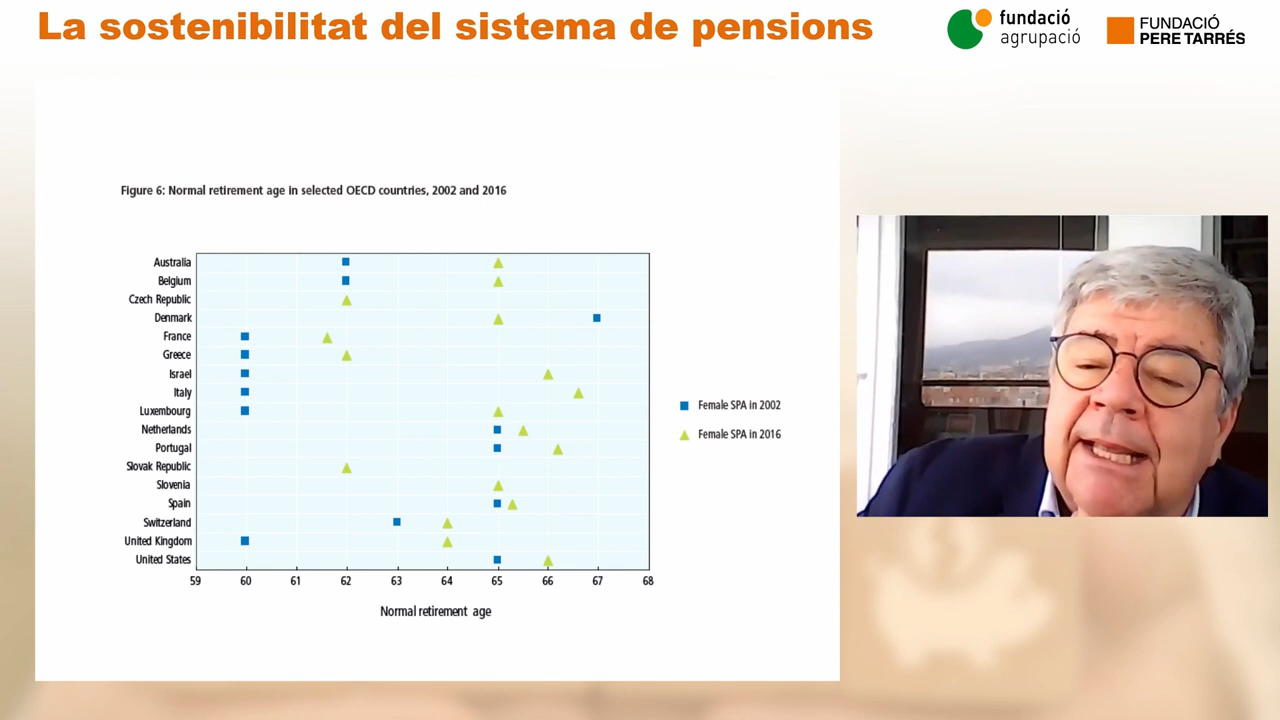 La sostenibilitat del sistema de pensions
fundació
agrupació
FUNDACIÓ
PERE TARRÉS
Figure 6: Normal retirement age in selected OECD countries, 2002 and 2016
Australia
Belgium
Czech Republic
Denmark
France
Greece
Israel
Italy
Luxembourg
Netherlands
Portugal
Slovak Republic
Slovenia
Spain
Switzerland
United Kingdom
United States
59 60 61 62 63 64 65 66 67 68
Normal retirement age
Female SPA in 2002
Female SPA in 2016